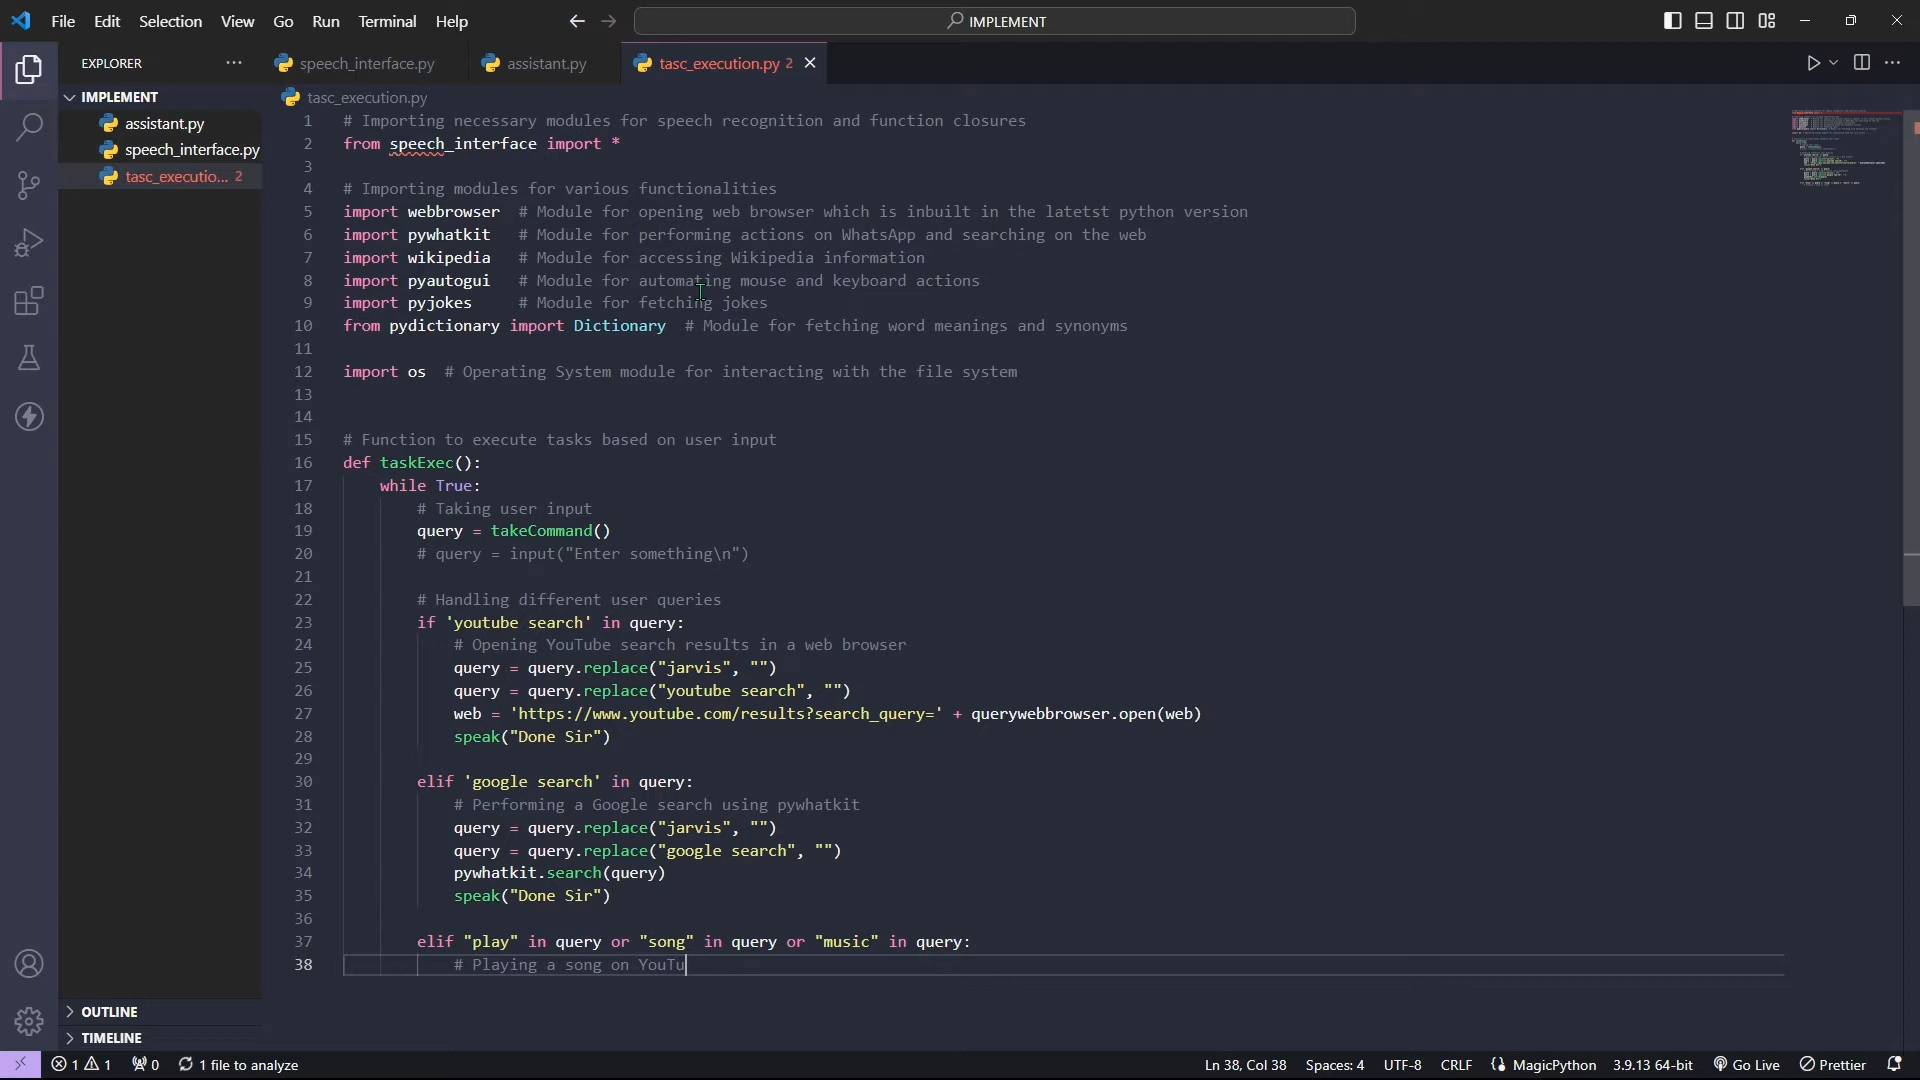 File Edit Selection View Go Run Terminal Help
IMPLEMENT
EXPLORER
speech_interface.py
assistant.py
tasc_execution.py 2
IMPLEMENT
assistant.py
speech_interface.py
tasc_executio... 2
tasc_execution.py
1 # Importing necessary modules for speech recognition and function closures
2 from speech_interface import *
3
4 # Importing modules for various functionalities
5 import webbrowser # Module for opening web browser which is inbuilt in the latetst python version
6 import pywhatkit # Module for performing actions on WhatsApp and searching on the web
7 import wikipedia # Module for accessing Wikipedia information
8 import pyautogui # Module for automating mouse and keyboard actions
9 import pyjokes # Module for fetching jokes
10 from pydictionary import Dictionary # Module for fetching word meanings and synonyms
11
12 import os # Operating System module for interacting with the file system
13
14
15 # Function to execute tasks based on user input
16 def taskExec():
17 while True:
18 # Taking user input
19 query = takeCommand()
20 # query = input("Enter something\n")
21
22 # Handling different user queries
23 if 'youtube search' in query:
24 # Opening YouTube search results in a web browser
25 query = query.replace("jarvis", "")
26 query = query.replace("youtube search", "")
27 web = 'https://www.youtube.com/results?search_query=' + querywebbrowser.open(web)
28 speak("Done Sir")
29
30 elif 'google search' in query:
31 # Performing a Google search using pywhatkit
32 query = query.replace("jarvis", "")
33 query = query.replace("google search", "")
34 pywhatkit.search(query)
35 speak("Done Sir")
36
37 elif "play" in query or "song" in query or "music" in query:
38 # Playing a song on YouTu
OUTLINE
TIMELINE
1 1 0 1 file to analyze Ln 38, Col 38 Spaces: 4 UTF-8 CRLF MagicPython 3.9.13 64-bit Go Live Prettier